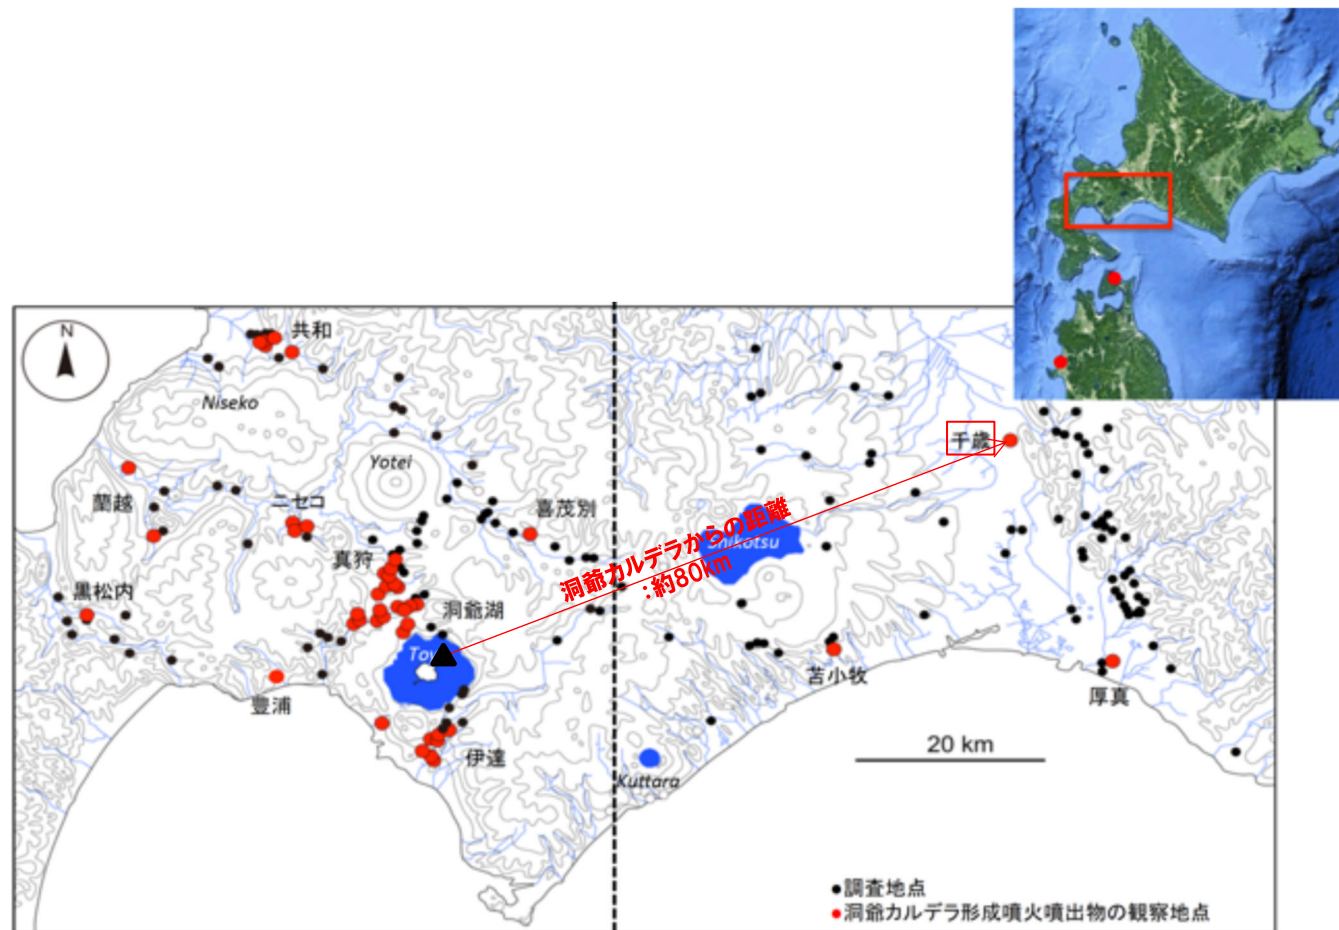 N
共和
Niseko
千歳
Yotei
蘭越
ニセコ
喜茂別
洞爺カルデラからの距離
:約80km
Shikotsu
真狩
黒松内
洞爺湖
苫小牧
厚真
豊浦
伊達
20 km
Kuttara
調査地点
洞爺カルデラ形成噴火噴出物の観察地点